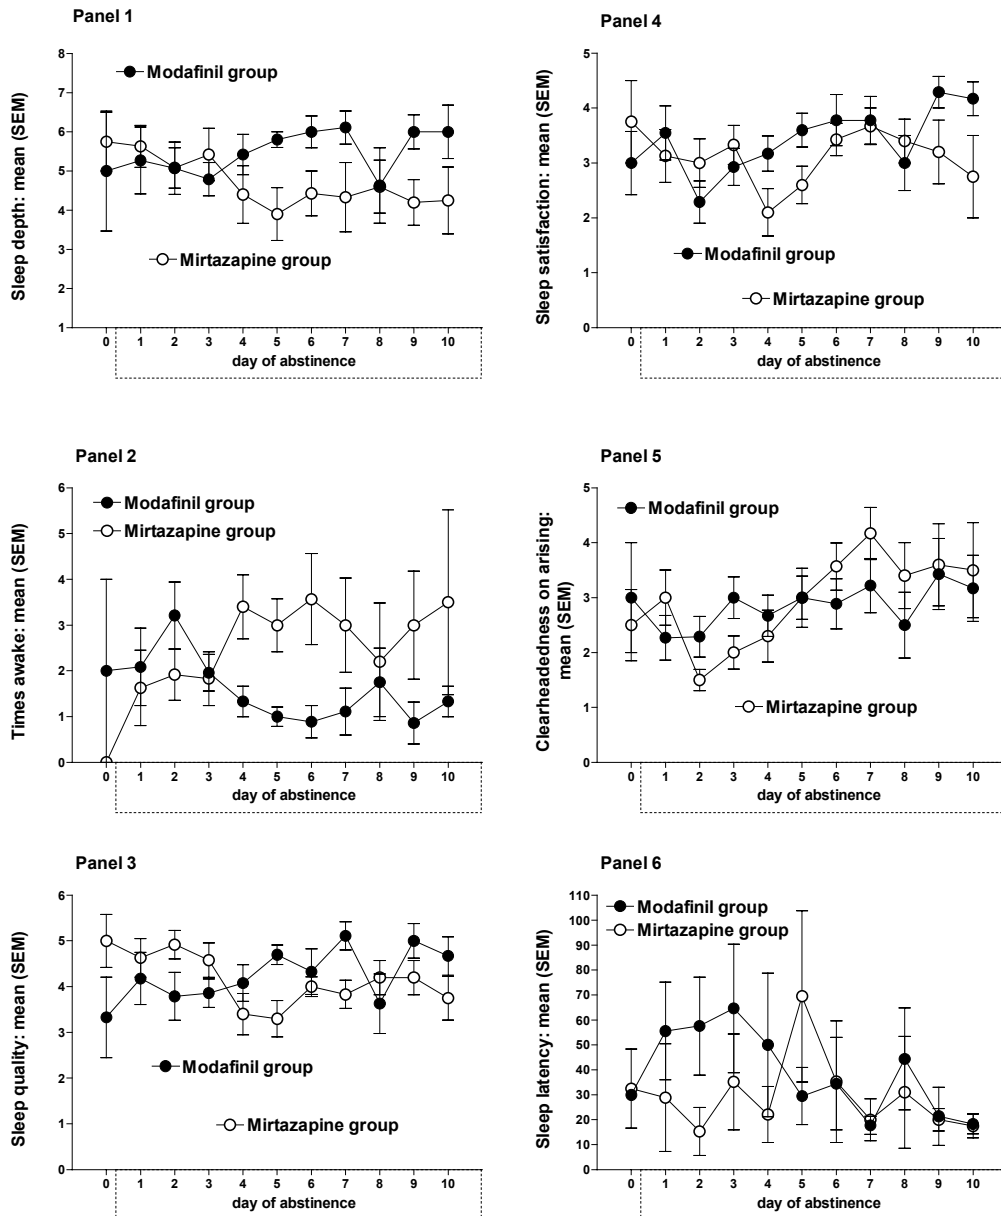 Panel 1
Sleep depth: mean (SEM)
8
7
6
5
4
3
2
1
Modafinil group
Mirtazapine group
0 1 2 3 4 5 6 7 8 9 10
day of abstinence
Panel 4
Sleep satisfaction: mean (SEM)
5
4
3
2
1
0
Modafinil group
Mirtazapine group
0 1 2 3 4 5 6 7 8 9 10
day of abstinence
Panel 2
Times awake: mean (SEM)
6
5
4
3
2
1
0
Modafinil group
Mirtazapine group
0 1 2 3 4 5 6 7 8 9 10
day of abstinence
Panel 5
Clearheadedness on arising:
mean (SEM)
5
4
3
2
1
0
Modafinil group
Mirtazapine group
0 1 2 3 4 5 6 7 8 9 10
day of abstinence
Panel 3
Sleep quality: mean (SEM)
6
5
4
3
2
1
0
Modafinil group
Mirtazapine group
0 1 2 3 4 5 6 7 8 9 10
day of abstinence
Panel 6
Sleep latency: mean (SEM)
110
100
90
80
70
60
50
40
30
20
10
0
Modafinil group
Mirtazapine group
0 1 2 3 4 5 6 7 8 9 10
day of abstinence